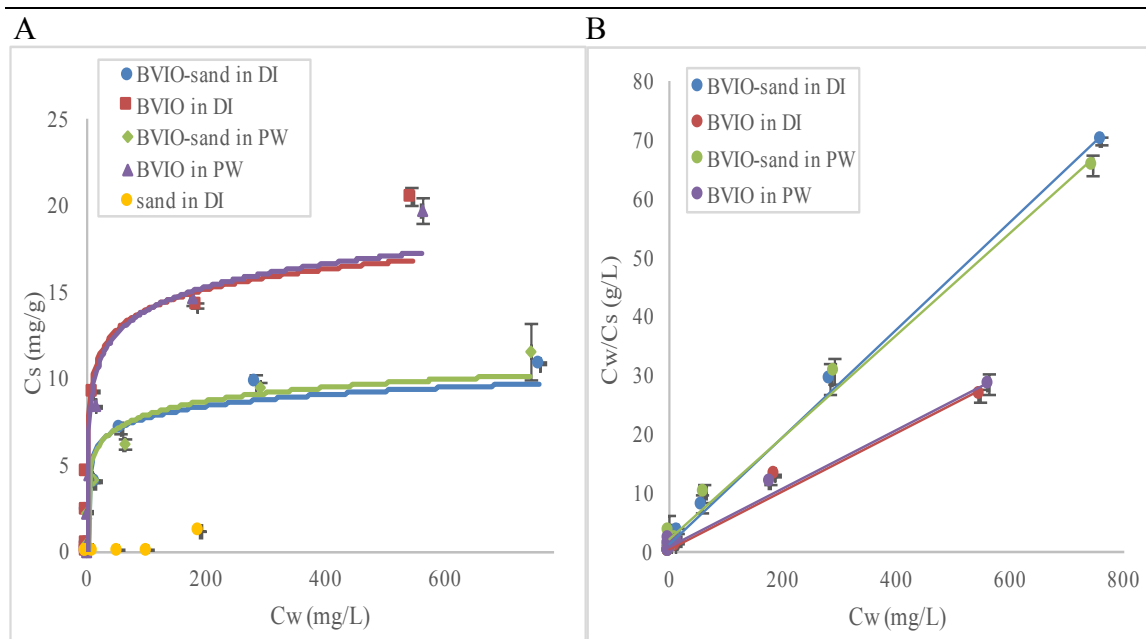 A
BVIO-sand in DI
BVIO in DI
BVIO-sand in PW
BVIO in PW
sand in DI
25
20
15
10
5
0
Cs (mg/g)
0 200 400 600
Cw (mg/L)
B
BVIO-sand in DI
BVIO in DI
BVIO-sand in PW
BVIO in PW
80
70
60
50
40
30
20
10
0
Cw/Cs (g/L)
0 200 400 600 800
Cw (mg/L)